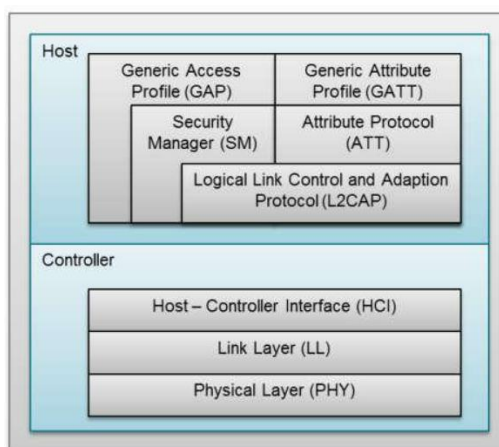 Host
Generic Access
Profile (GAP)
Generic Attribute
Profile (GATT)
Security
Manager (SM)
Attribute Protocol
(ATT)
Logical Link Control and Adaption
Protocol (L2CAP)
Controller
Host – Controller Interface (HCI)
Link Layer (LL)
Physical Layer (PHY)